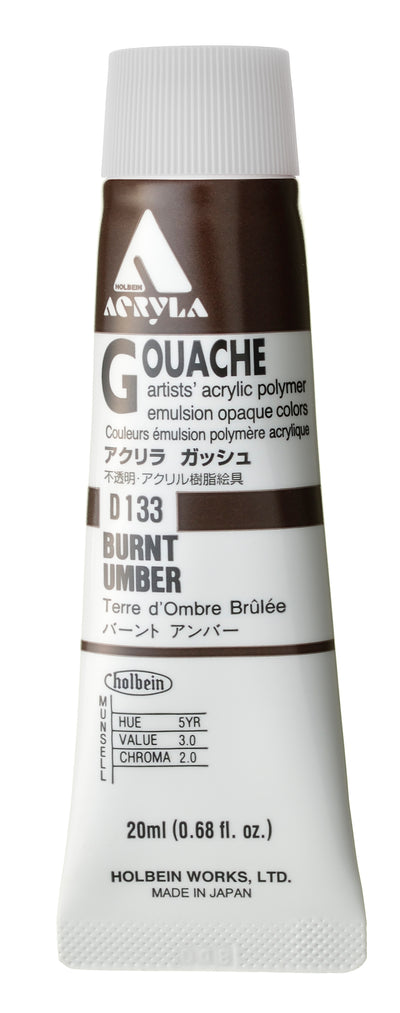 HOLBEIN
ACRYLA
GOUACHE
artists' acrylic polymer
emulsion opaque colors
Couleurs émulsion polymère acrylique
アクリラ ガッシュ
不透明・アクリル樹脂絵具
D133
BURNT
UMBER
Terre d'Ombre Brûlée
バーント アンバー
holbein
MUNSELL
HUE 5YR
VALUE 3.0
CHROMA 2.0
20ml (0.68 fl. oz.)
HOLBEIN WORKS, LTD.
MADE IN JAPAN